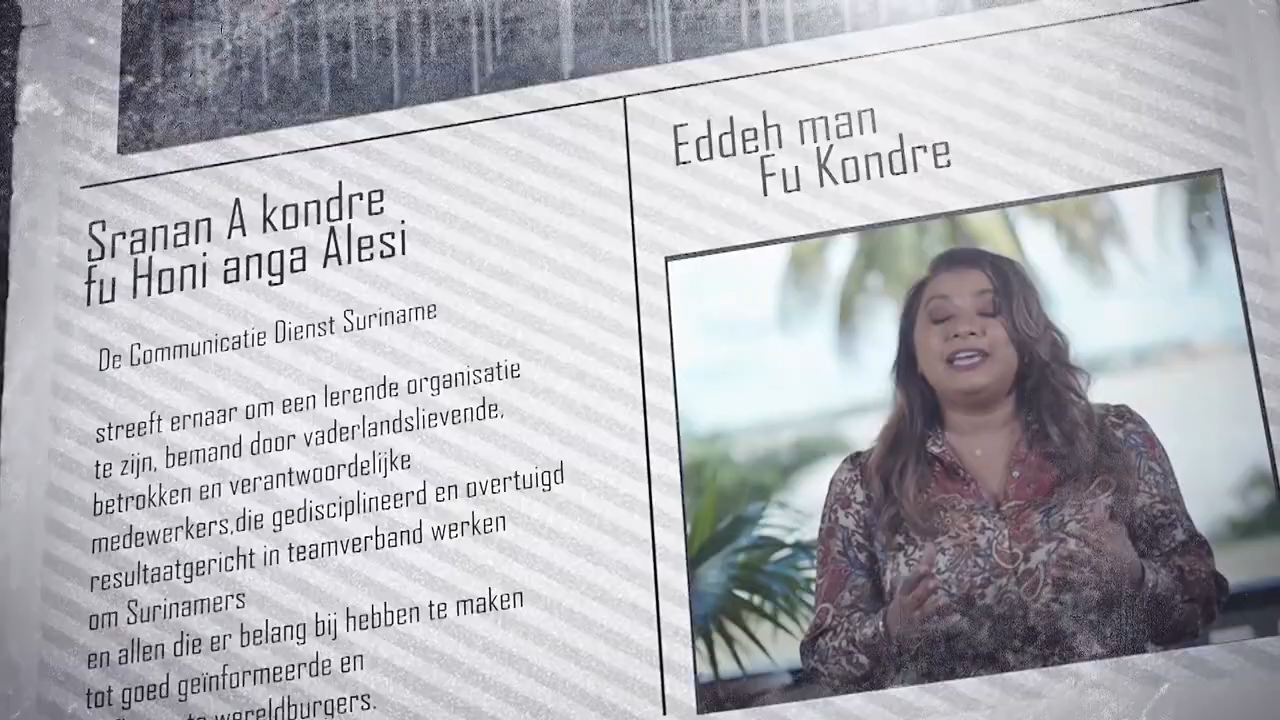 Sranan A kondre
fu Honi anga Alesi
De Communicatie Dienst Suriname
streeft ernaar om een lerende organisatie
te zijn, bemand door vaderlandslievende,
betrokken en verantwoordelijke
medewerkers,die gedisciplineerd en overtuigd
resultaatgericht in teamverband werken
om Surinamers
en allen die er belang bij hebben te maken
tot goed geïnformeerde en
wereldburgers.
Eddeh man
Fu Kondre